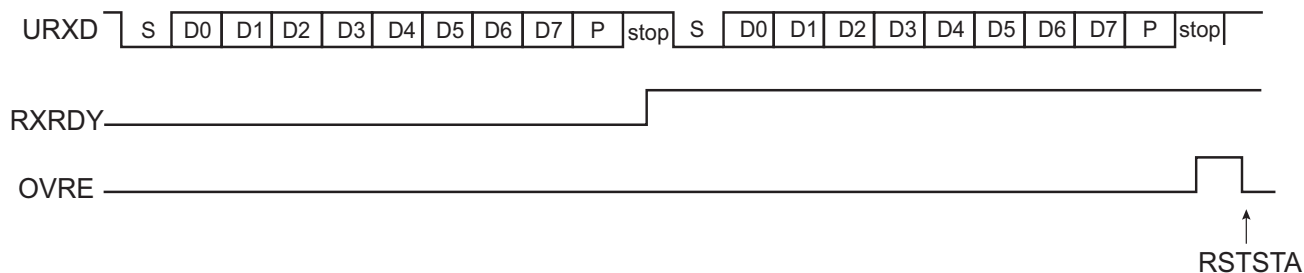 URXD S D0 D1 D2 D3 D4 D5 D6 D7 P stop S D0 D1 D2 D3 D4 D5 D6 D7 P stop
RXRDY
OVRE
RSTSTA